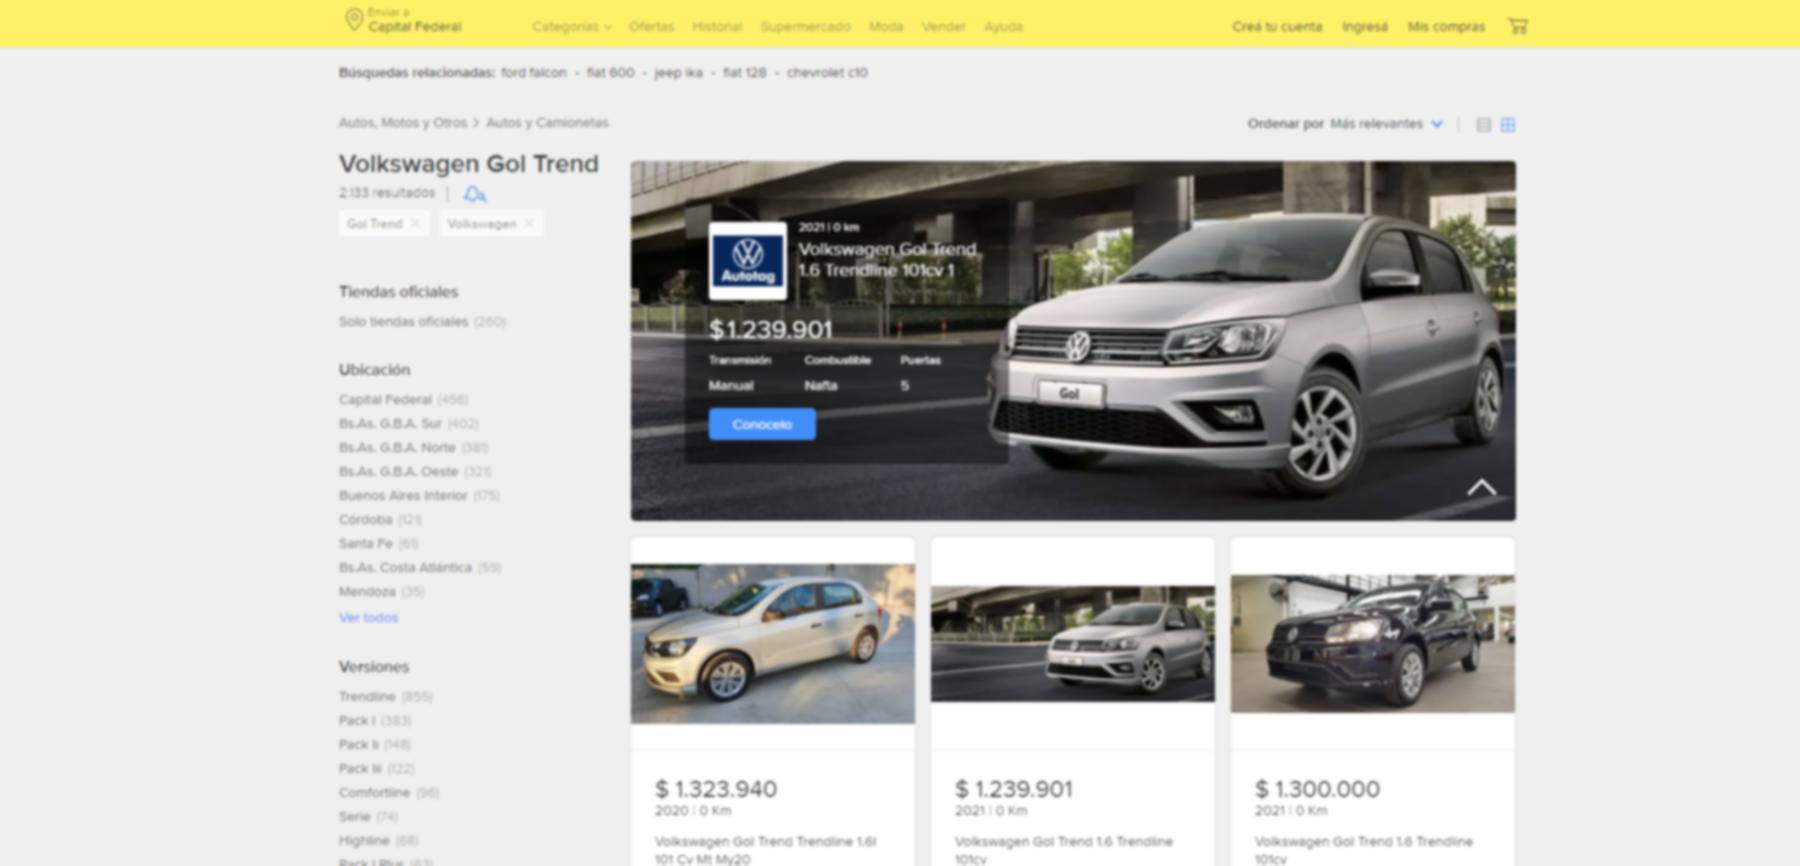 Enviar a
Capital Federal
Categorías Ofertas Historial Supermercado Moda Vender Ayuda
Creá tu cuenta Ingresá Mis compras
Búsquedas relacionadas: ford falcon - fiat 600 - jeep ika - fiat 128 - chevrolet c10
Autos, Motos y Otros > Autos y Camionetas
Ordenar por Más relevantes
Volkswagen Gol Trend
2.133 resultados
Gol Trend × Volkswagen ×
Tiendas oficiales
Solo tiendas oficiales (260)
Ubicación
Capital Federal (456)
Bs.As. G.B.A. Sur (402)
Bs.As. G.B.A. Norte (381)
Bs.As. G.B.A. Oeste (321)
Buenos Aires Interior (175)
Córdoba (121)
Santa Fe (61)
Bs.As. Costa Atlántica (59)
Mendoza (35)
Ver todos
Versiones
Trendline (855)
Pack I (383)
Pack Ii (148)
Pack Iii (122)
Comfortline (96)
Serie (74)
Highline (68)
Pack I Plus (63)
Autotag
2021 | 0 km
Volkswagen Gol Trend
1.6 Trendline 101cv 1
$1.239.901
Transmisión Combustible Puertas
Manual Nafta 5
Conocelo
Gol
$ 1.323.940
2020 | 0 Km
Volkswagen Gol Trend Trendline 1.6l
101 Cv Mt My20
$ 1.239.901
2021 | 0 Km
Volkswagen Gol Trend 1.6 Trendline
101cv
$ 1.300.000
2021 | 0 Km
Volkswagen Gol Trend 1.6 Trendline
101cv